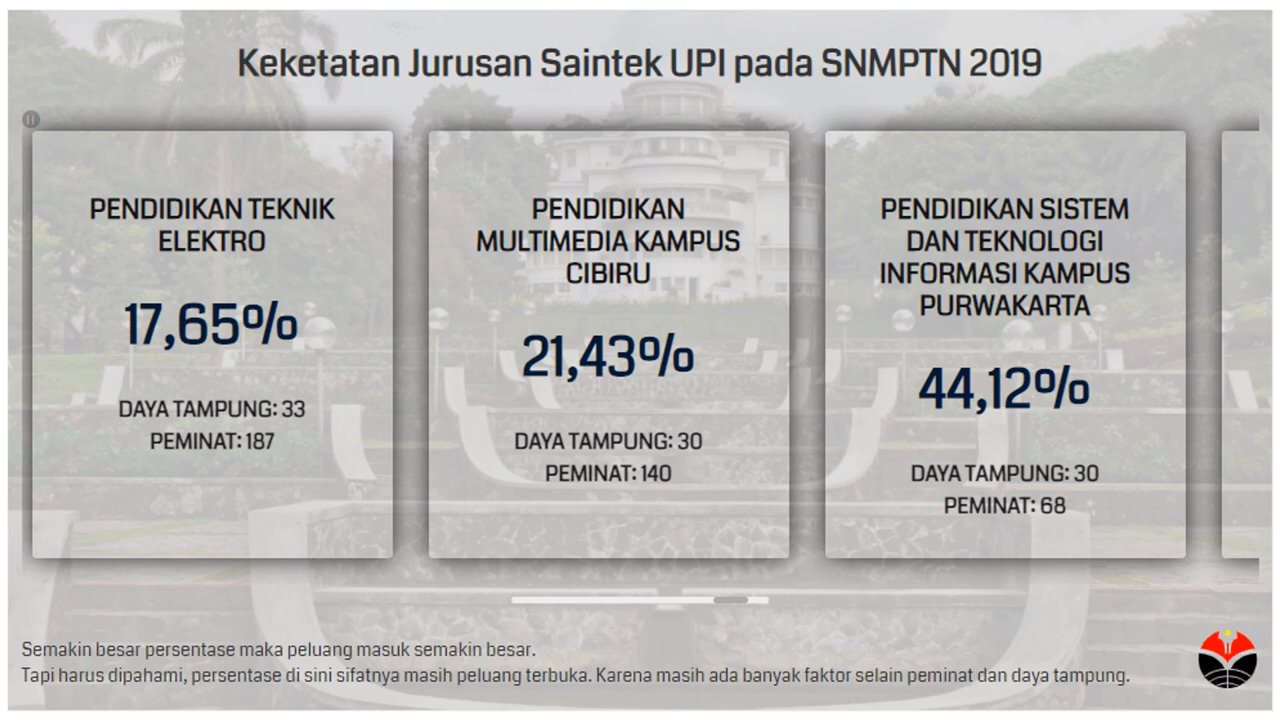 Keketatan Jurusan Saintek UPI pada SNMPTN 2019
PENDIDIKAN TEKNIK
ELEKTRO
17,65%
DAYA TAMPUNG: 33
PEMINAT: 187
PENDIDIKAN
MULTIMEDIA KAMPUS
CIBIRU
21,43%
DAYA TAMPUNG: 30
PEMINAT: 140
PENDIDIKAN SISTEM
DAN TEKNOLOGI
INFORMASI KAMPUS
PURWAKARTA
44,12%
DAYA TAMPUNG: 30
PEMINAT: 68
Semakin besar persentase maka peluang masuk semakin besar.
Tapi harus dipahami, persentase di sini sifatnya masih peluang terbuka. Karena masih ada banyak faktor selain peminat dan daya tampung.